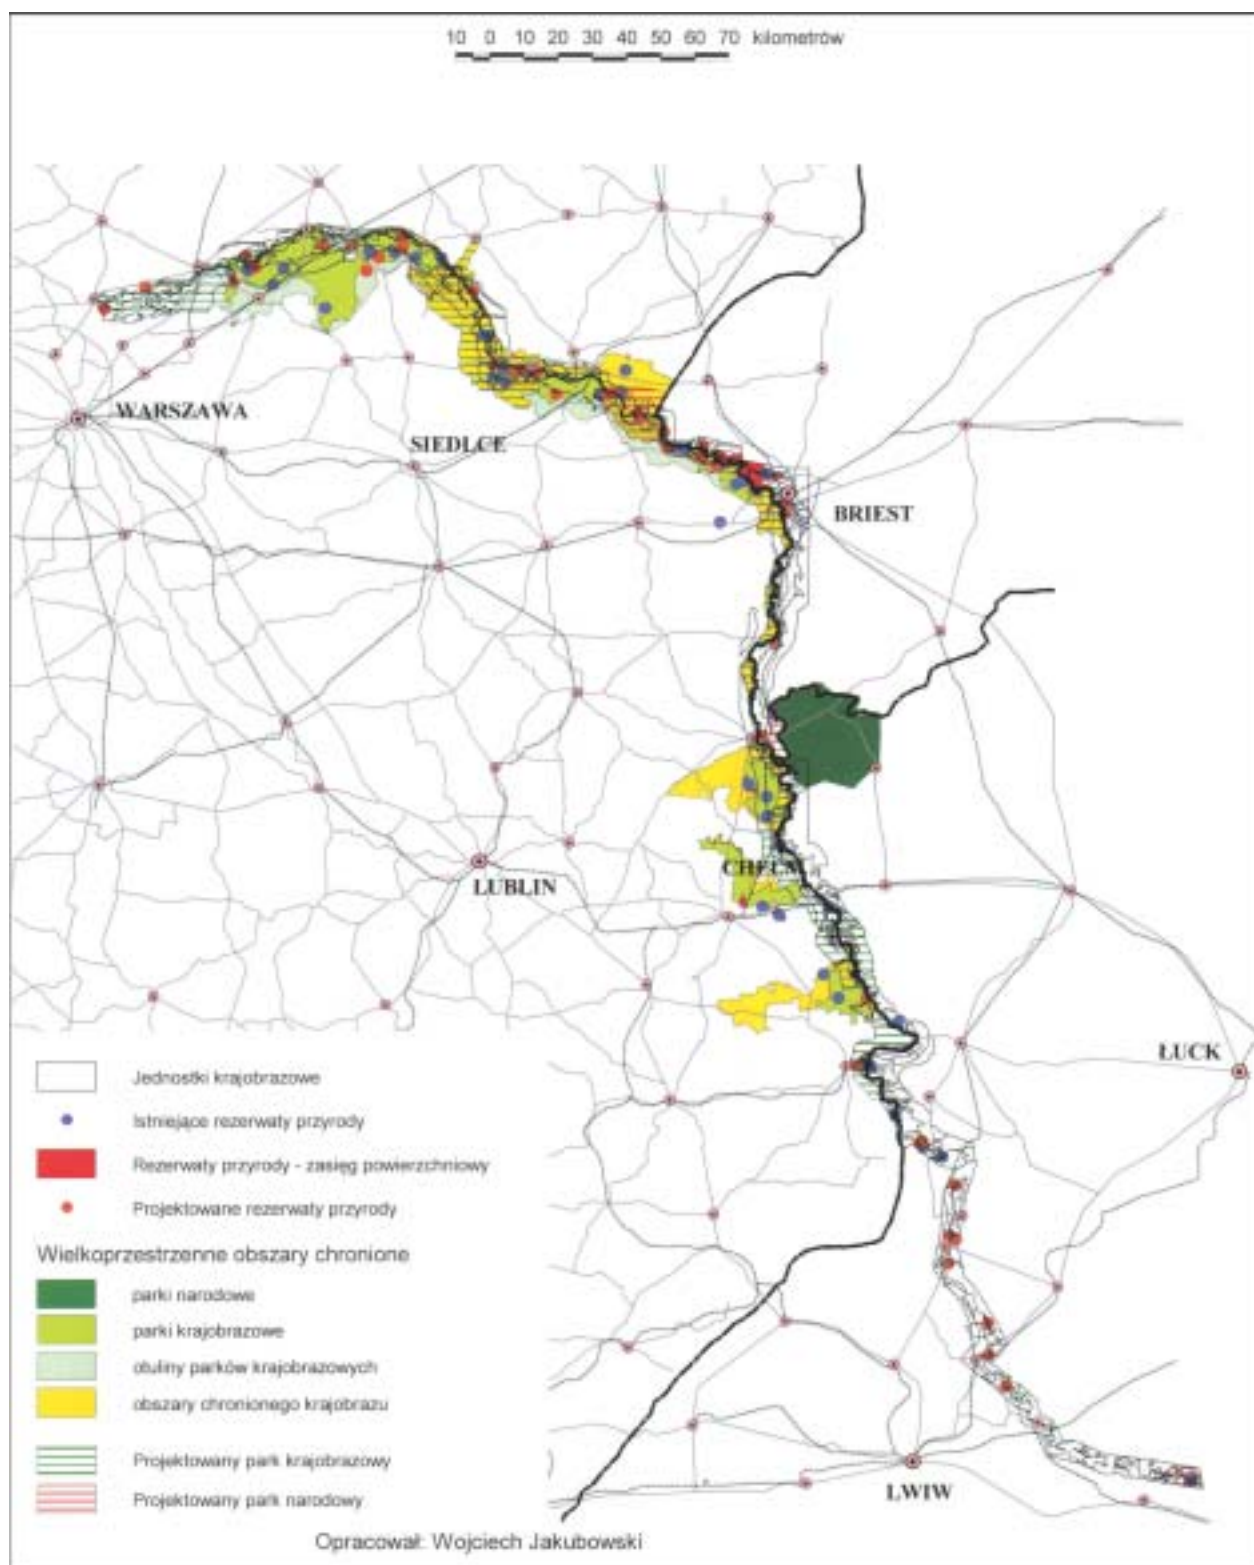 10 0 10 20 30 40 50 60 70 kilometrów
WARSZAWA
SIEDLCE
BRIEST
LUBLIN
CHEŁM
ŁUCK
LWIW
Jednostki krajobrazowe
Istniejące rezerwaty przyrody
Rezerwaty przyrody - zasięg powierzchniowy
Projektowane rezerwaty przyrody
Wielkoprzestrzenne obszary chronione
parki narodowe
parki krajobrazowe
otuliny parków krajobrazowych
obszary chronionego krajobrazu
Projektowany park krajobrazowy
Projektowany park narodowy
Opracował: Wojciech Jakubowski